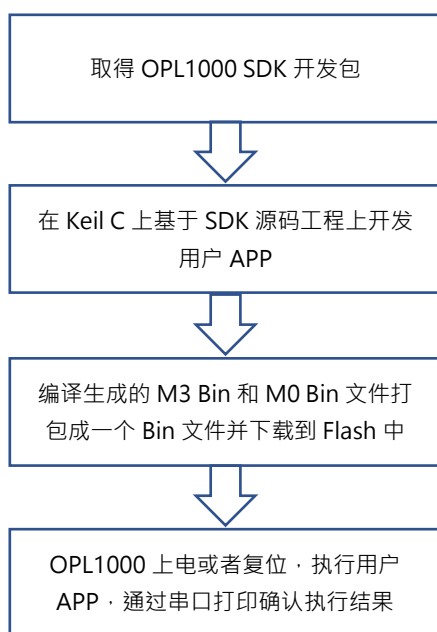 取得 OPL1000 SDK 开发包
在 Keil C 上基于 SDK 源码工程上开发
用户 APP
编译生成的 M3 Bin 和 M0 Bin 文件打
包成一个 Bin 文件并下载到 Flash 中
OPL1000 上电或者复位，执行用户
APP，通过串口打印确认执行结果